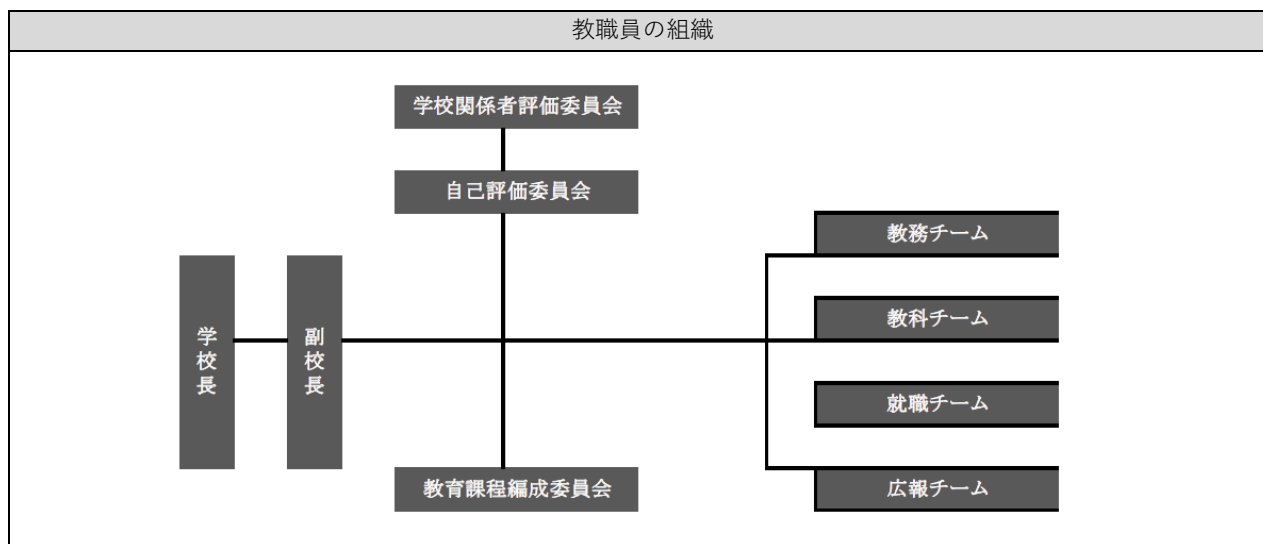 教職員の組織
学校関係者評価委員会
自己評価委員会
教務チーム
教科チーム
学校長
副校長
就職チーム
教育課程編成委員会
広報チーム